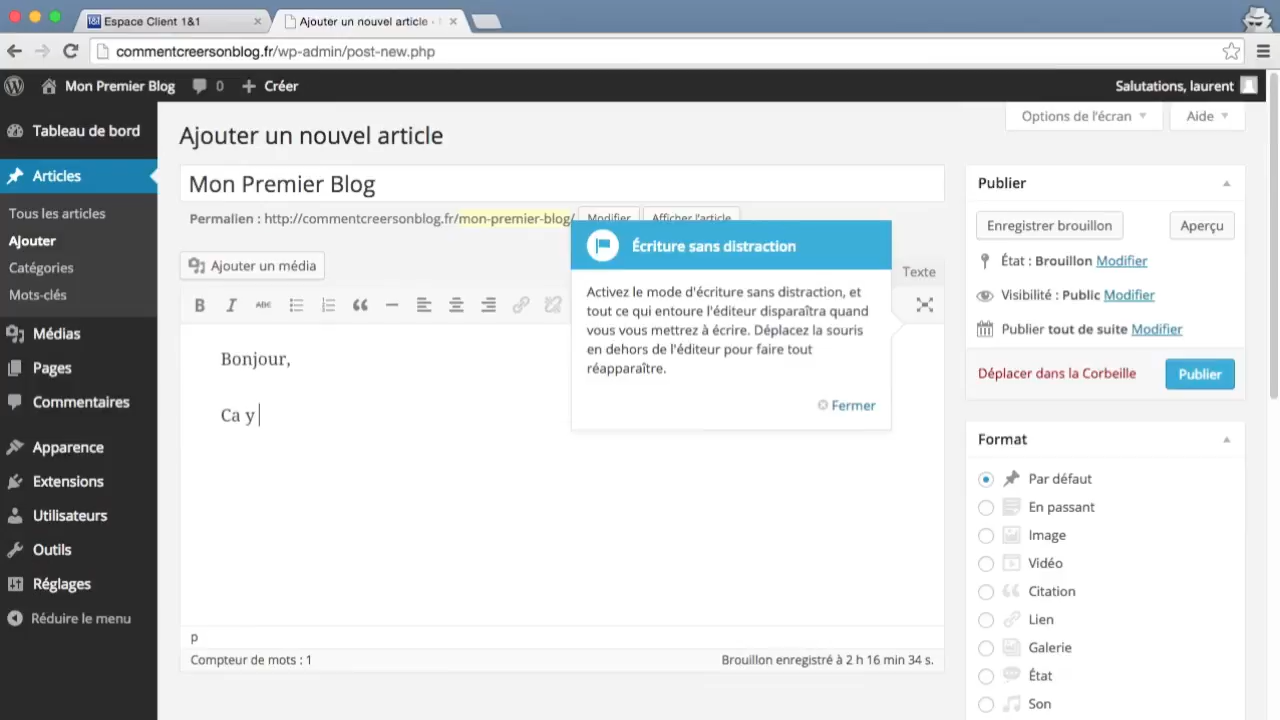 Espace Client 1&1
Ajouter un nouvel article ·
commentcreersonblog.fr/wp-admin/post-new.php
Mon Premier Blog 0 Créer
Salutations, laurent
Tableau de bord
Articles
Tous les articles
Ajouter
Catégories
Mots-clés
Médias
Pages
Commentaires
Apparence
Extensions
Utilisateurs
Outils
Réglages
Réduire le menu
Options de l'écran
Aide
Ajouter un nouvel article
Mon Premier Blog
Permalien : http://commentcreersonblog.fr/mon-premier-blog/ Modifier Afficher l'article
Ajouter un média
Texte
B I ABC
Écriture sans distraction
Activez le mode d'écriture sans distraction, et
tout ce qui entoure l'éditeur disparaîtra quand
vous vous mettrez à écrire. Déplacez la souris
en dehors de l'éditeur pour faire tout
réapparaître.
Fermer
Bonjour,
Ca y
p
Compteur de mots : 1
Brouillon enregistré à 2 h 16 min 34 s.
Publier
Enregistrer brouillon
Aperçu
État : Brouillon Modifier
Visibilité : Public Modifier
Publier tout de suite Modifier
Déplacer dans la Corbeille
Publier
Format
Par défaut
En passant
Image
Vidéo
Citation
Lien
Galerie
État
Son